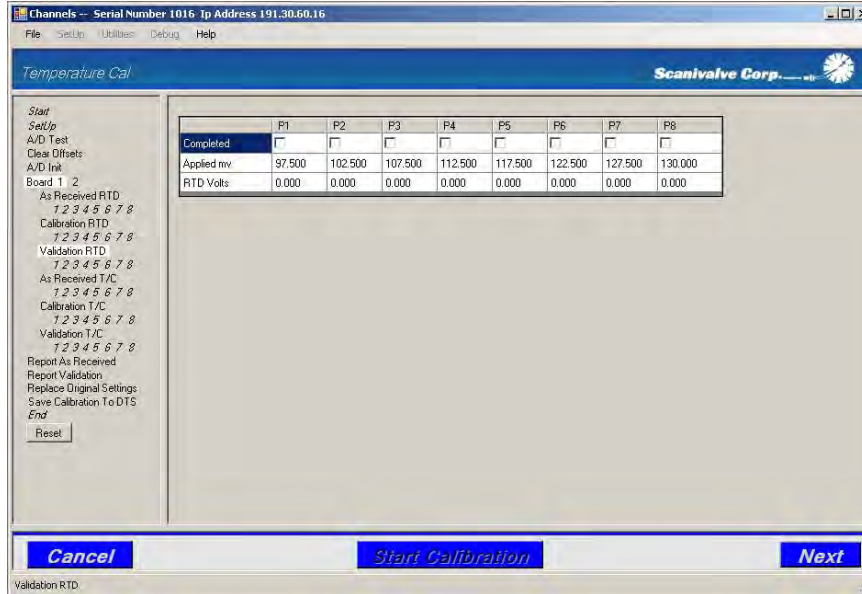 Channels -- Serial Number 1016 Ip Address 191.30.60.16
File SetUp Utilities Debug Help
Temperature Cal
Scanivalve Corp.
Start
SetUp
A/D Test
Clear Offsets
A/D Init
Board 1 2
As Received RTD
1 2 3 4 5 6 7 8
Calibration RTD
1 2 3 4 5 6 7 8
Validation RTD
1 2 3 4 5 6 7 8
As Received T/C
1 2 3 4 5 6 7 8
Calibration T/C
1 2 3 4 5 6 7 8
Validation T/C
1 2 3 4 5 6 7 8
Report As Received
Report Validation
Replace Original Settings
Save Calibration To DTS
End
Reset
P1 P2 P3 P4 P5 P6 P7 P8
Completed
Applied mv 97.500 102.500 107.500 112.500 117.500 122.500 127.500 130.000
RTD Volts 0.000 0.000 0.000 0.000 0.000 0.000 0.000 0.000
Cancel Start Calibration Next
Validation RTD